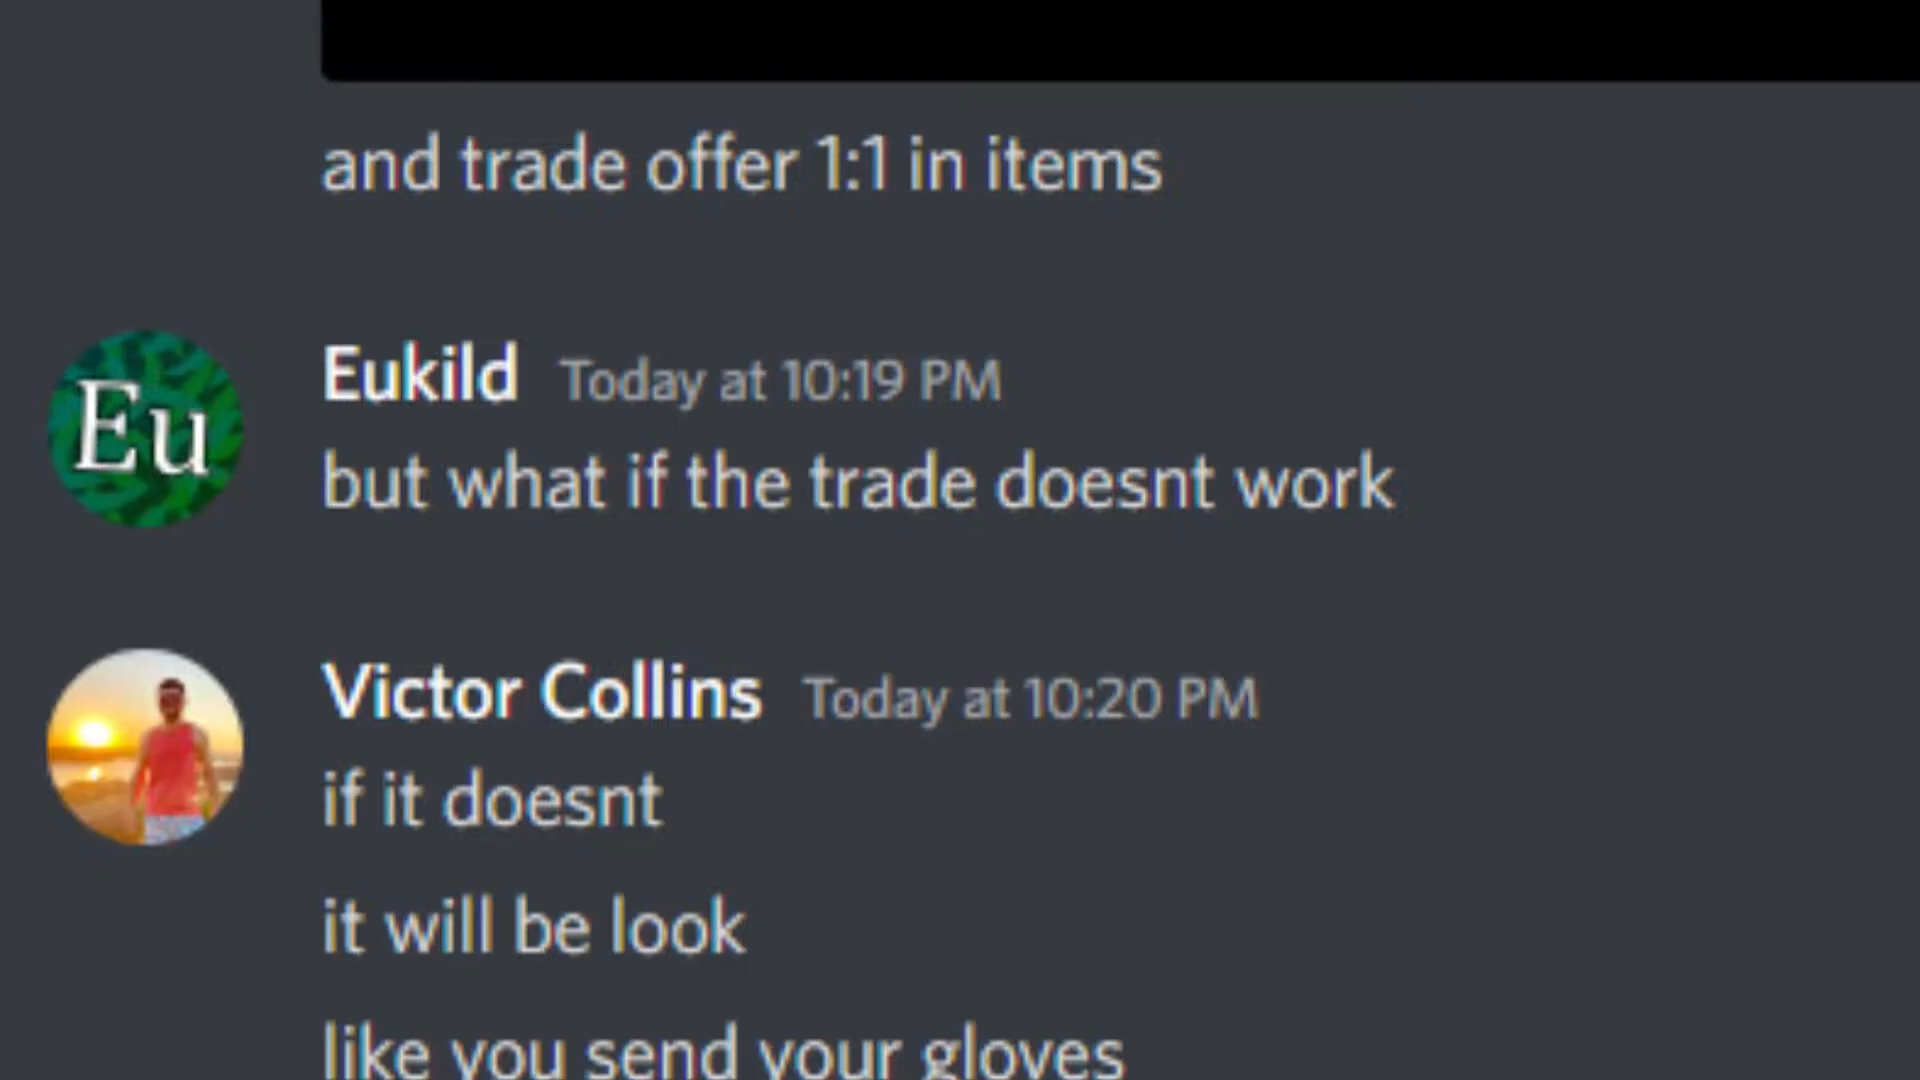 and trade offer 1:1 in items
Eu
Eukild Today at 10:19 PM
but what if the trade doesnt work
Victor Collins Today at 10:20 PM
if it doesnt
it will be look
like you send your gloves